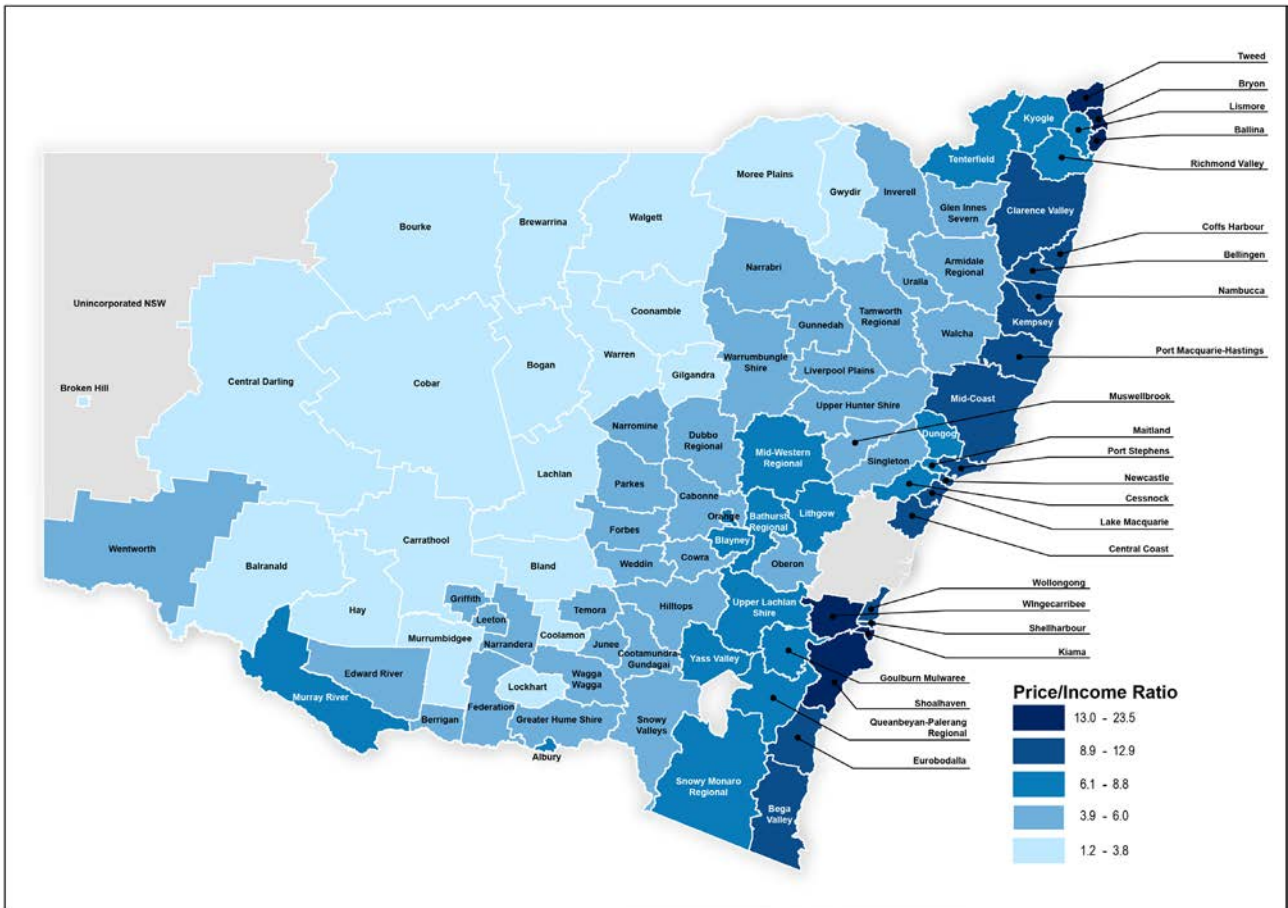 Tweed
Bryon
Lismore
Ballina
Richmond Valley
Kyogle
Tenterfield
Moree Plains
Gwydir
Inverell
Glen Innes
Severn
Clarence Valley
Bourke
Brewarrina
Walgett
Coffs Harbour
Bellingen
Nambucca
Narrabri
Armidale
Regional
Uralla
Unincorporated NSW
Coonamble
Gunnedah
Tamworth
Regional
Walcha
Kempsey
Port Macquarie-Hastings
Central Darling
Cobar
Bogan
Warren
Gilgandra
Warrumbungle
Shire
Liverpool Plains
Broken Hill
Upper Hunter Shire
Mid-Coast
Muswellbrook
Narromine
Dubbo
Regional
Mid-Western
Regional
Singleton
Dungog
Maitland
Port Stephens
Newcastle
Cessnock
Lake Macquarie
Central Coast
Lachlan
Parkes
Cabonne
Orange
Bathurst
Regional
Lithgow
Forbes
Blayney
Wentworth
Carrathool
Balranald
Bland
Weddin
Cowra
Oberon
Hay
Griffith
Leeton
Temora
Hilltops
Upper Lachlan
Shire
Wollongong
WIngecarribee
Shellharbour
Kiama
Murrumbidgee
Narrandera
Coolamon
Junee
Cootamundra-
Gundagai
Yass Valley
Goulburn Mulwaree
Shoalhaven
Queanbeyan-Palerang
Regional
Eurobodalla
Murray River
Edward River
Lockhart
Wagga
Wagga
Berrigan
Federation
Greater Hume Shire
Snowy
Valleys
Albury
Snowy Monaro
Regional
Bega
Valley
Price/Income Ratio
13.0 - 23.5
8.9 - 12.9
6.1 - 8.8
3.9 - 6.0
1.2 - 3.8